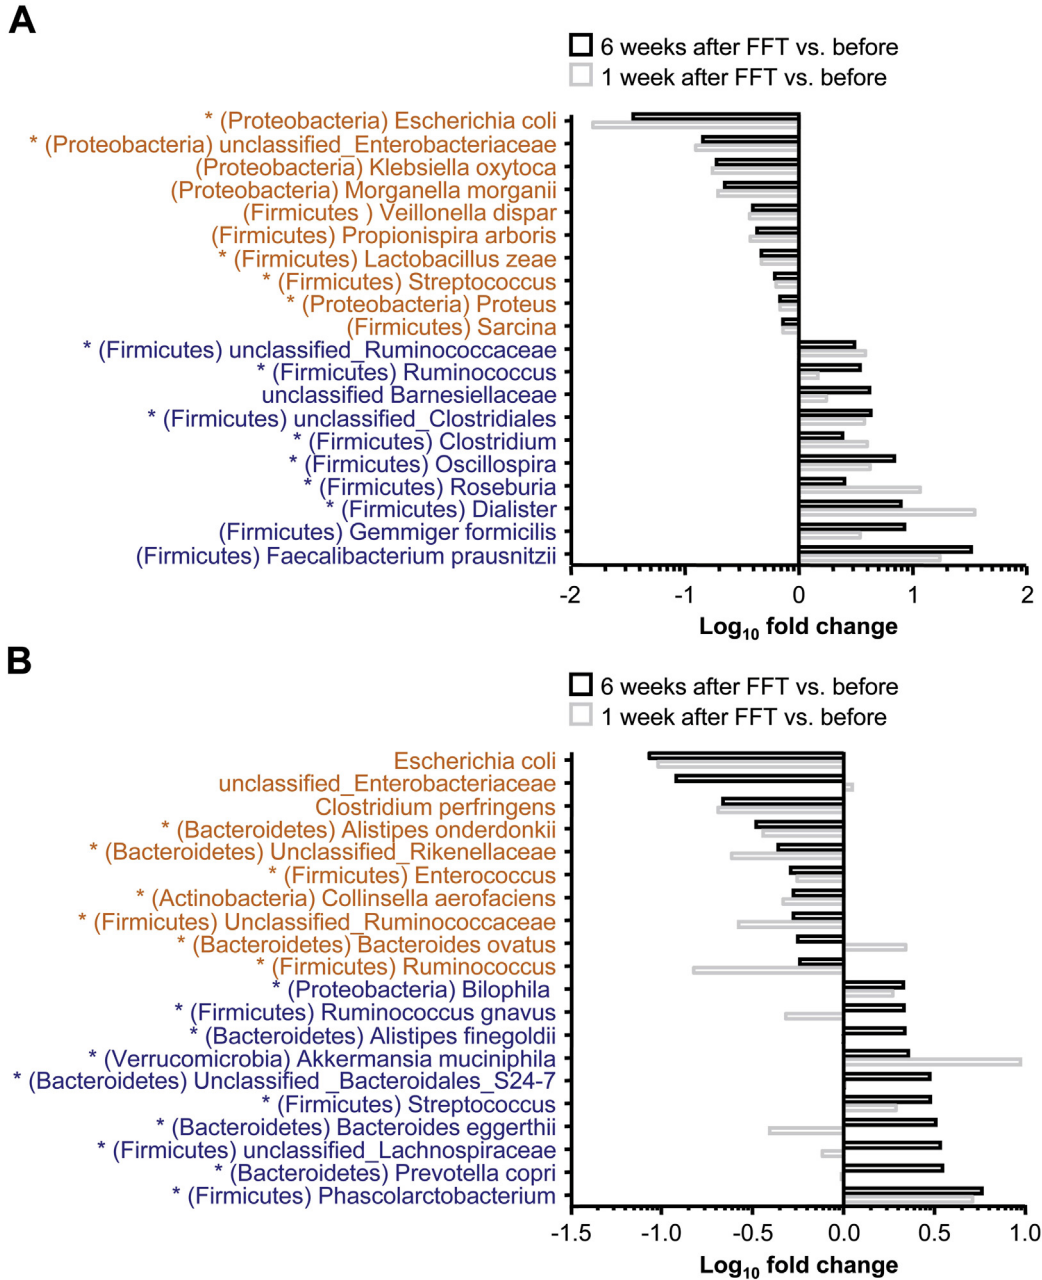 A
6 weeks after FFT vs. before
1 week after FFT vs. before
* (Proteobacteria) Escherichia coli
* (Proteobacteria) unclassified_Enterobacteriaceae
(Proteobacteria) Klebsiella oxytoca
(Proteobacteria) Morganella morganii
(Firmicutes ) Veillonella dispar
(Firmicutes) Propionispira arboris
* (Firmicutes) Lactobacillus zeae
* (Firmicutes) Streptococcus
* (Proteobacteria) Proteus
(Firmicutes) Sarcina
* (Firmicutes) unclassified_Ruminococcaceae
* (Firmicutes) Ruminococcus
unclassified Barnesiellaceae
* (Firmicutes) unclassified_Clostridiales
* (Firmicutes) Clostridium
* (Firmicutes) Oscillospira
* (Firmicutes) Roseburia
* (Firmicutes) Dialister
(Firmicutes) Gemmiger formicilis
(Firmicutes) Faecalibacterium prausnitzii
-2 -1 0 1 2
Log10 fold change
B
6 weeks after FFT vs. before
1 week after FFT vs. before
Escherichia coli
unclassified_Enterobacteriaceae
Clostridium perfringens
* (Bacteroidetes) Alistipes onderdonkii
* (Bacteroidetes) Unclassified_Rikenellaceae
* (Firmicutes) Enterococcus
* (Actinobacteria) Collinsella aerofaciens
* (Firmicutes) Unclassified_Ruminococcaceae
* (Bacteroidetes) Bacteroides ovatus
* (Firmicutes) Ruminococcus
* (Proteobacteria) Bilophila
* (Firmicutes) Ruminococcus gnavus
* (Bacteroidetes) Alistipes finegoldii
* (Verrucomicrobia) Akkermansia muciniphila
* (Bacteroidetes) Unclassified _Bacteroidales_S24-7
* (Firmicutes) Streptococcus
* (Bacteroidetes) Bacteroides eggerthii
* (Firmicutes) unclassified_Lachnospiraceae
* (Bacteroidetes) Prevotella copri
* (Firmicutes) Phascolarctobacterium
-1.5 -1.0 -0.5 0.0 0.5 1.0
Log10 fold change